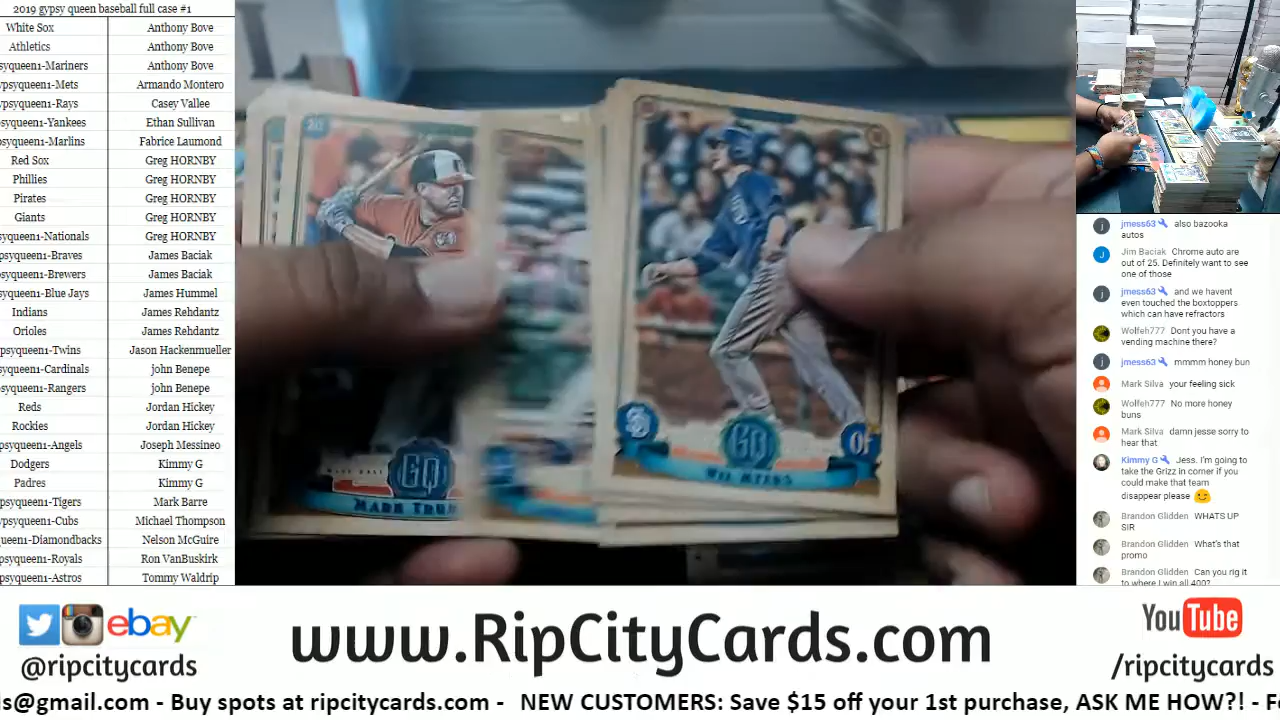 2019 gypsy queen baseball full case #1
White Sox Anthony Bove
Athletics Anthony Bove
syqueen1-Mariners Anthony Bove
ypsyqueen1-Mets Armando Montero
ypsyqueen1-Rays Casey Vallee
psyqueen1-Yankees Ethan Sullivan
psyqueen1-Marlins Fabrice Laumond
Red Sox Greg HORNBY
Phillies Greg HORNBY
Pirates Greg HORNBY
Giants Greg HORNBY
syqueen1-Nationals Greg HORNBY
psyqueen1-Braves James Baciak
syqueen1-Brewers James Baciak
syqueen1-Blue Jays James Hummel
Indians James Rehdantz
Orioles James Rehdantz
psyqueen1-Twins Jason Hackenmueller
syqueen1-Cardinals john Benepe
psyqueen1-Rangers john Benepe
Reds Jordan Hickey
Rockies Jordan Hickey
psyqueen1-Angels Joseph Messineo
Dodgers Kimmy G
Padres Kimmy G
psyqueen1-Tigers Mark Barre
psyqueen1-Cubs Michael Thompson
ueen1-Diamondbacks Nelson McGuire
psyqueen1-Royals Ron VanBuskirk
psyqueen1-Astros Tommy Waldrip
GQ
MARK TRU
GQ
OF
WIL MYERS
jmess63 also bazooka
autos
Jim Baciak Chrome auto are
out of 25. Definitely want to see
one of those
jmess63 and we havent
even touched the boxtoppers
which can have refractors
Wolfeh777 Dont you have a
vending machine there?
jmess63 mmmm honey bun
Mark Silva your feeling sick
Wolfeh777 No more honey
buns
Mark Silva damn jesse sorry to
hear that
Kimmy G Jess. I'm going to
take the Grizz in corner if you
could make that team
disappear please
Brandon Glidden WHATS UP
SIR
Brandon Glidden What's that
promo
Brandon Glidden Can you rig it
to where I win all 400?
ebay
@ripcitycards
www.RipCityCards.com
YouTube
/ripcitycards
ls@gmail.com - Buy spots at ripcitycards.com - NEW CUSTOMERS: Save $15 off your 1st purchase, ASK ME HOW?! - F